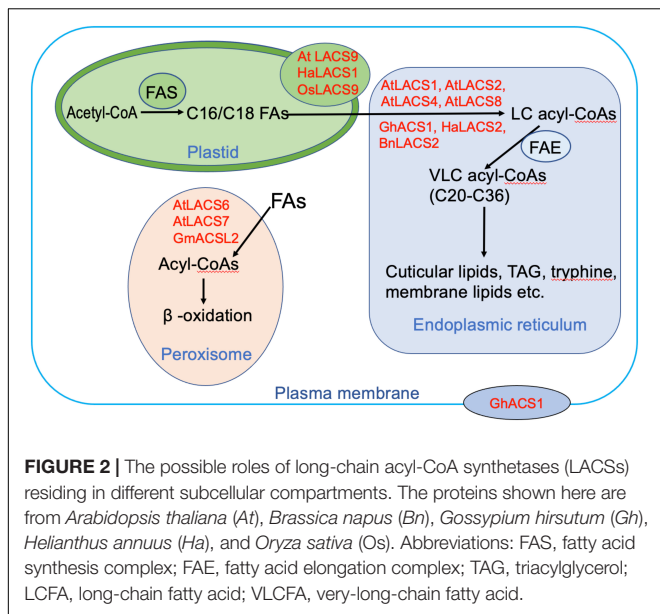 At LACS9
HaLACS1
OsLACS9
FAS
Acetyl-CoA
C16/C18 FAs
Plastid
AtLACS1, AtLACS2,
AtLACS4, AtLACS8
GhACS1, HaLACS2,
BnLACS2
LC acyl-CoAs
FAE
VLC acyl-CoAs
(C20-C36)
Cuticular lipids, TAG, tryphine,
membrane lipids etc.
Endoplasmic reticulum
AtLACS6
AtLACS7
GmACSL2
FAs
Acyl-CoAs
β -oxidation
Peroxisome
Plasma membrane
GhACS1
FIGURE 2 | The possible roles of long-chain acyl-CoA synthetases (LACSs)
residing in different subcellular compartments. The proteins shown here are
from Arabidopsis thaliana (At), Brassica napus (Bn), Gossypium hirsutum (Gh),
Helianthus annuus (Ha), and Oryza sativa (Os). Abbreviations: FAS, fatty acid
synthesis complex; FAE, fatty acid elongation complex; TAG, triacylglycerol;
LCFA, long-chain fatty acid; VLCFA, very-long-chain fatty acid.